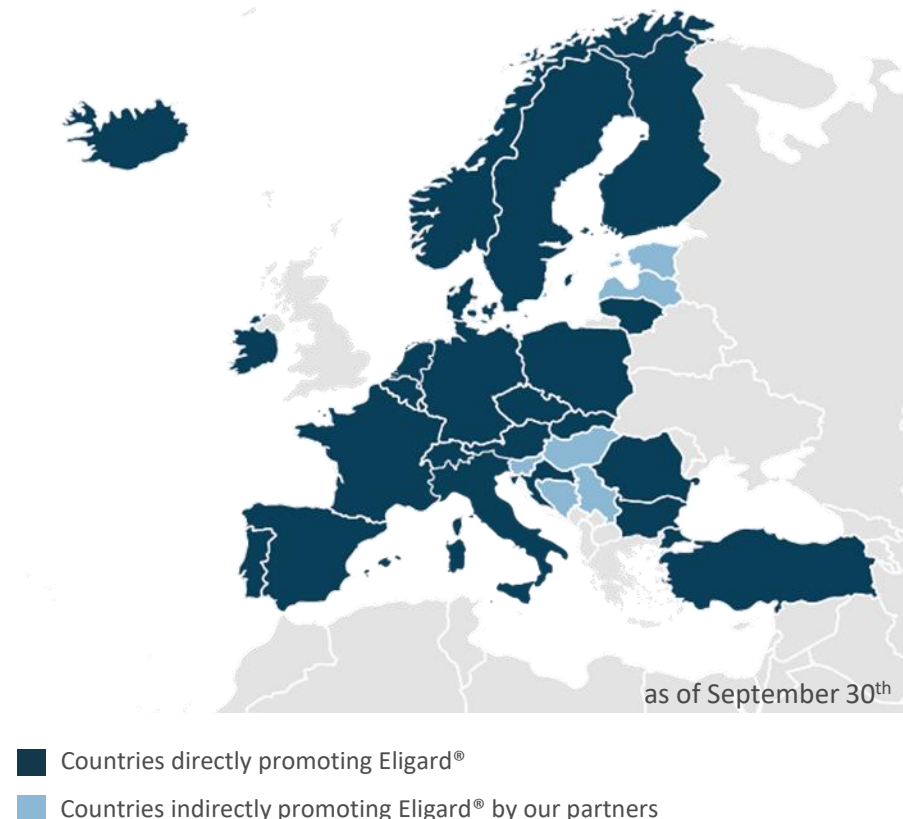 as of September 30th
Countries directly promoting Eligard®
Countries indirectly promoting Eligard® by our partners